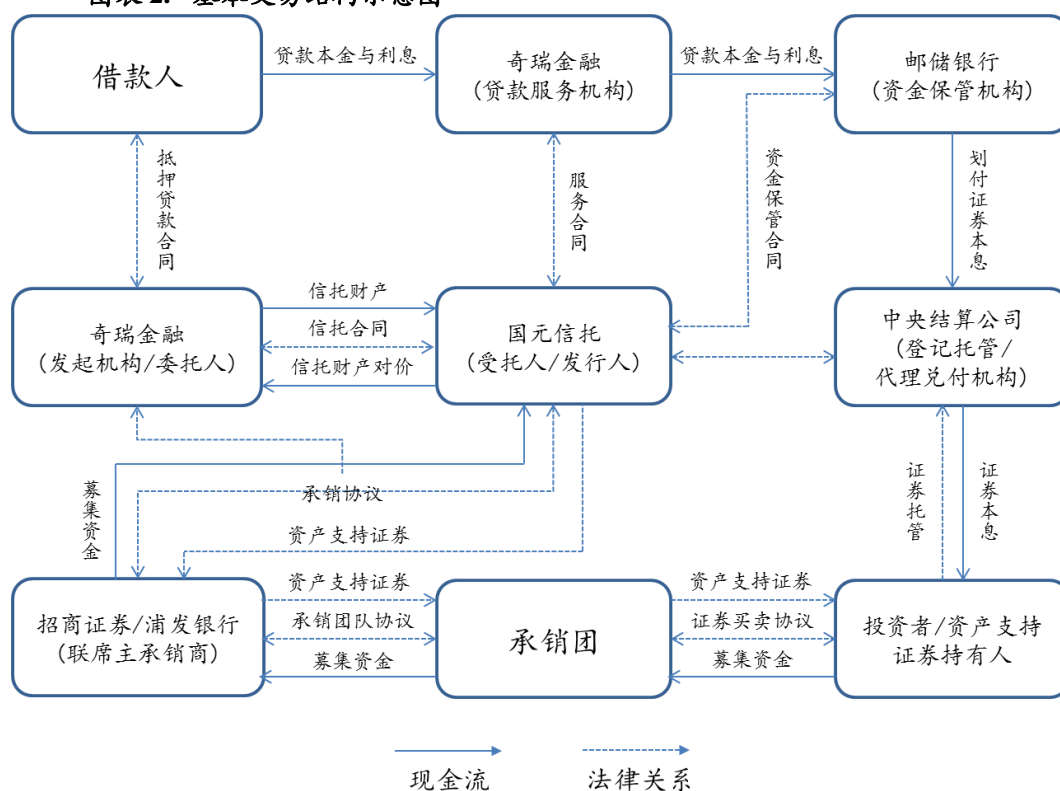 贷款本金与利息
贷款本金与利息
借款人
奇瑞金融
(贷款服务机构)
邮储银行
(资金保管机构)
抵押贷款合同
服务合同
资金保管合同
划付证券本息
信托财产
信托合同
信托财产对价
奇瑞金融
(发起机构/委托人)
国元信托
(受托人/发行人)
中央结算公司
(登记托管/
代理兑付机构)
募集资金
承销协议
资产支持证券
证券托管
证券本息
资产支持证券
承销团队协议
募集资金
资产支持证券
证券买卖协议
募集资金
招商证券/浦发银行
(联席主承销商)
承销团
投资者/资产支持
证券持有人
现金流
法律关系